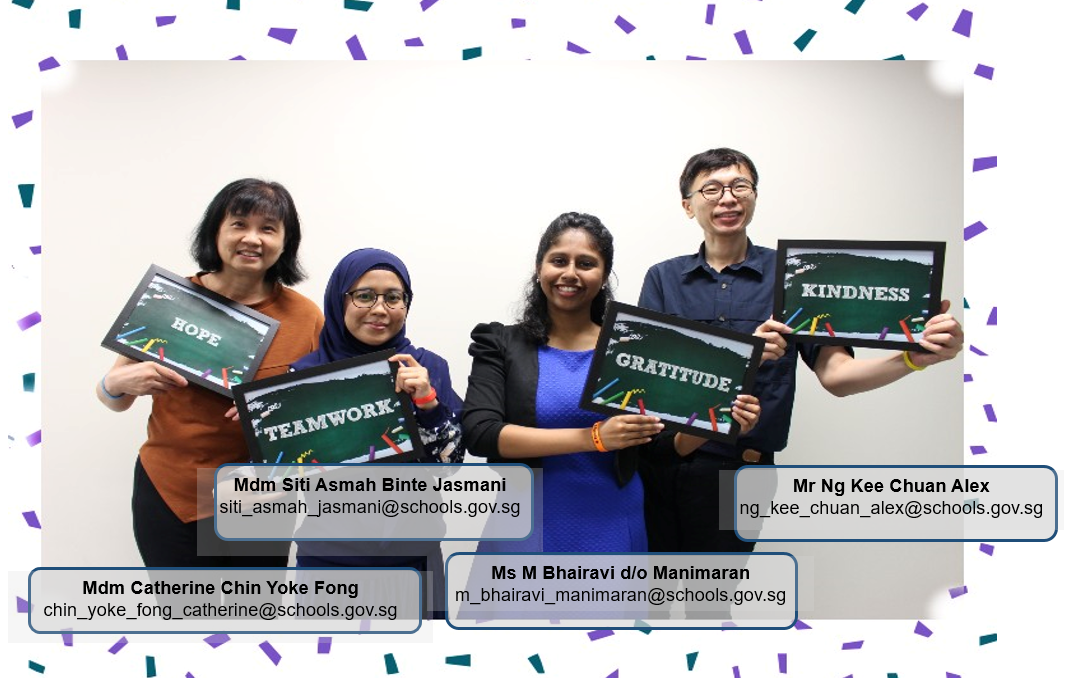 HOPE
TEAMWORK
GRATITUDE
KINDNESS
Mdm Siti Asmah Binte Jasmani
siti_asmah_jasmani@schools.gov.sg
Mr Ng Kee Chuan Alex
ng_kee_chuan_alex@schools.gov.sg
Mdm Catherine Chin Yoke Fong
chin_yoke_fong_catherine@schools.gov.sg
Ms M Bhairavi d/o Manimaran
m_bhairavi_manimaran@schools.gov.sg